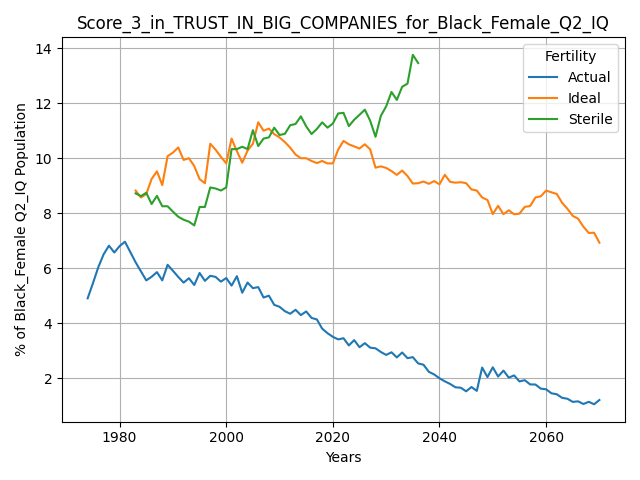 Score_3_in_TRUST_IN_BIG_COMPANIES_for_Black_Female_Q2_IQ
% of Black_Female Q2_IQ Population
14
12
10
8
6
4
2
Fertility
Actual
Ideal
Sterile
1980 2000 2020 2040 2060
Years